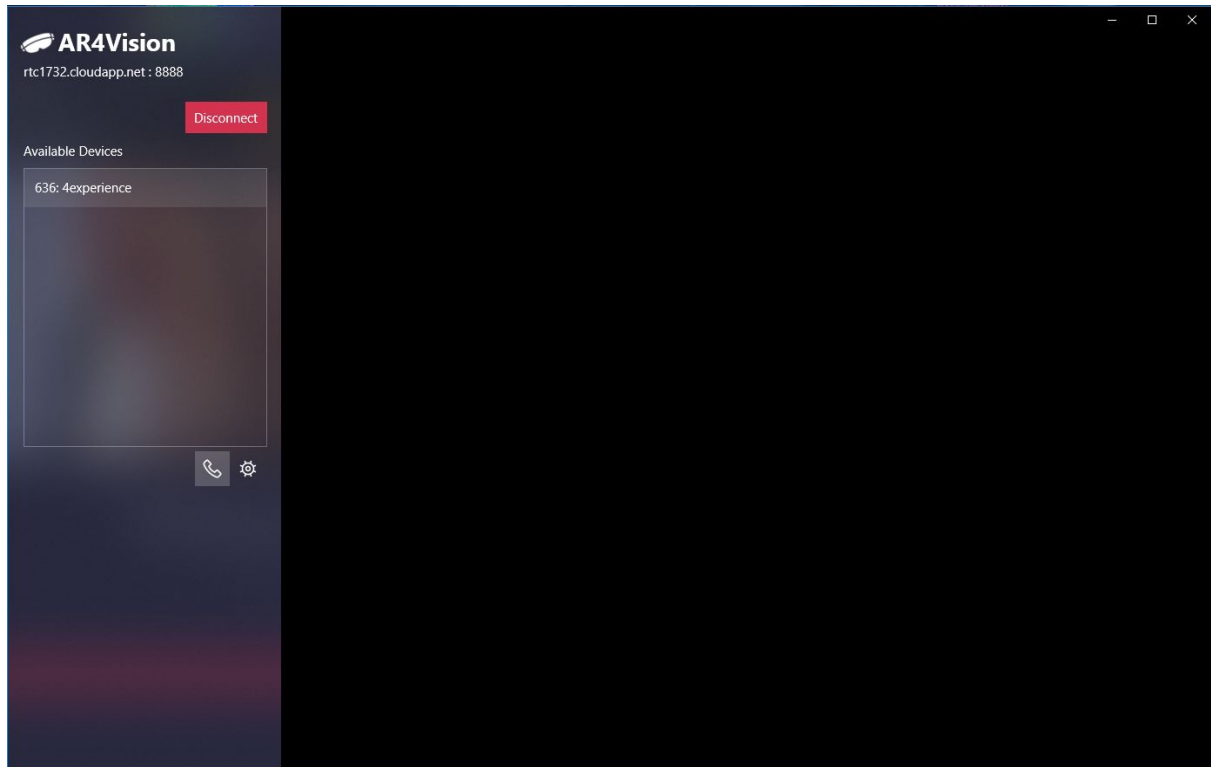 AR4Vision
rtc1732.cloudapp.net : 8888
Disconnect
Available Devices
636: 4experience